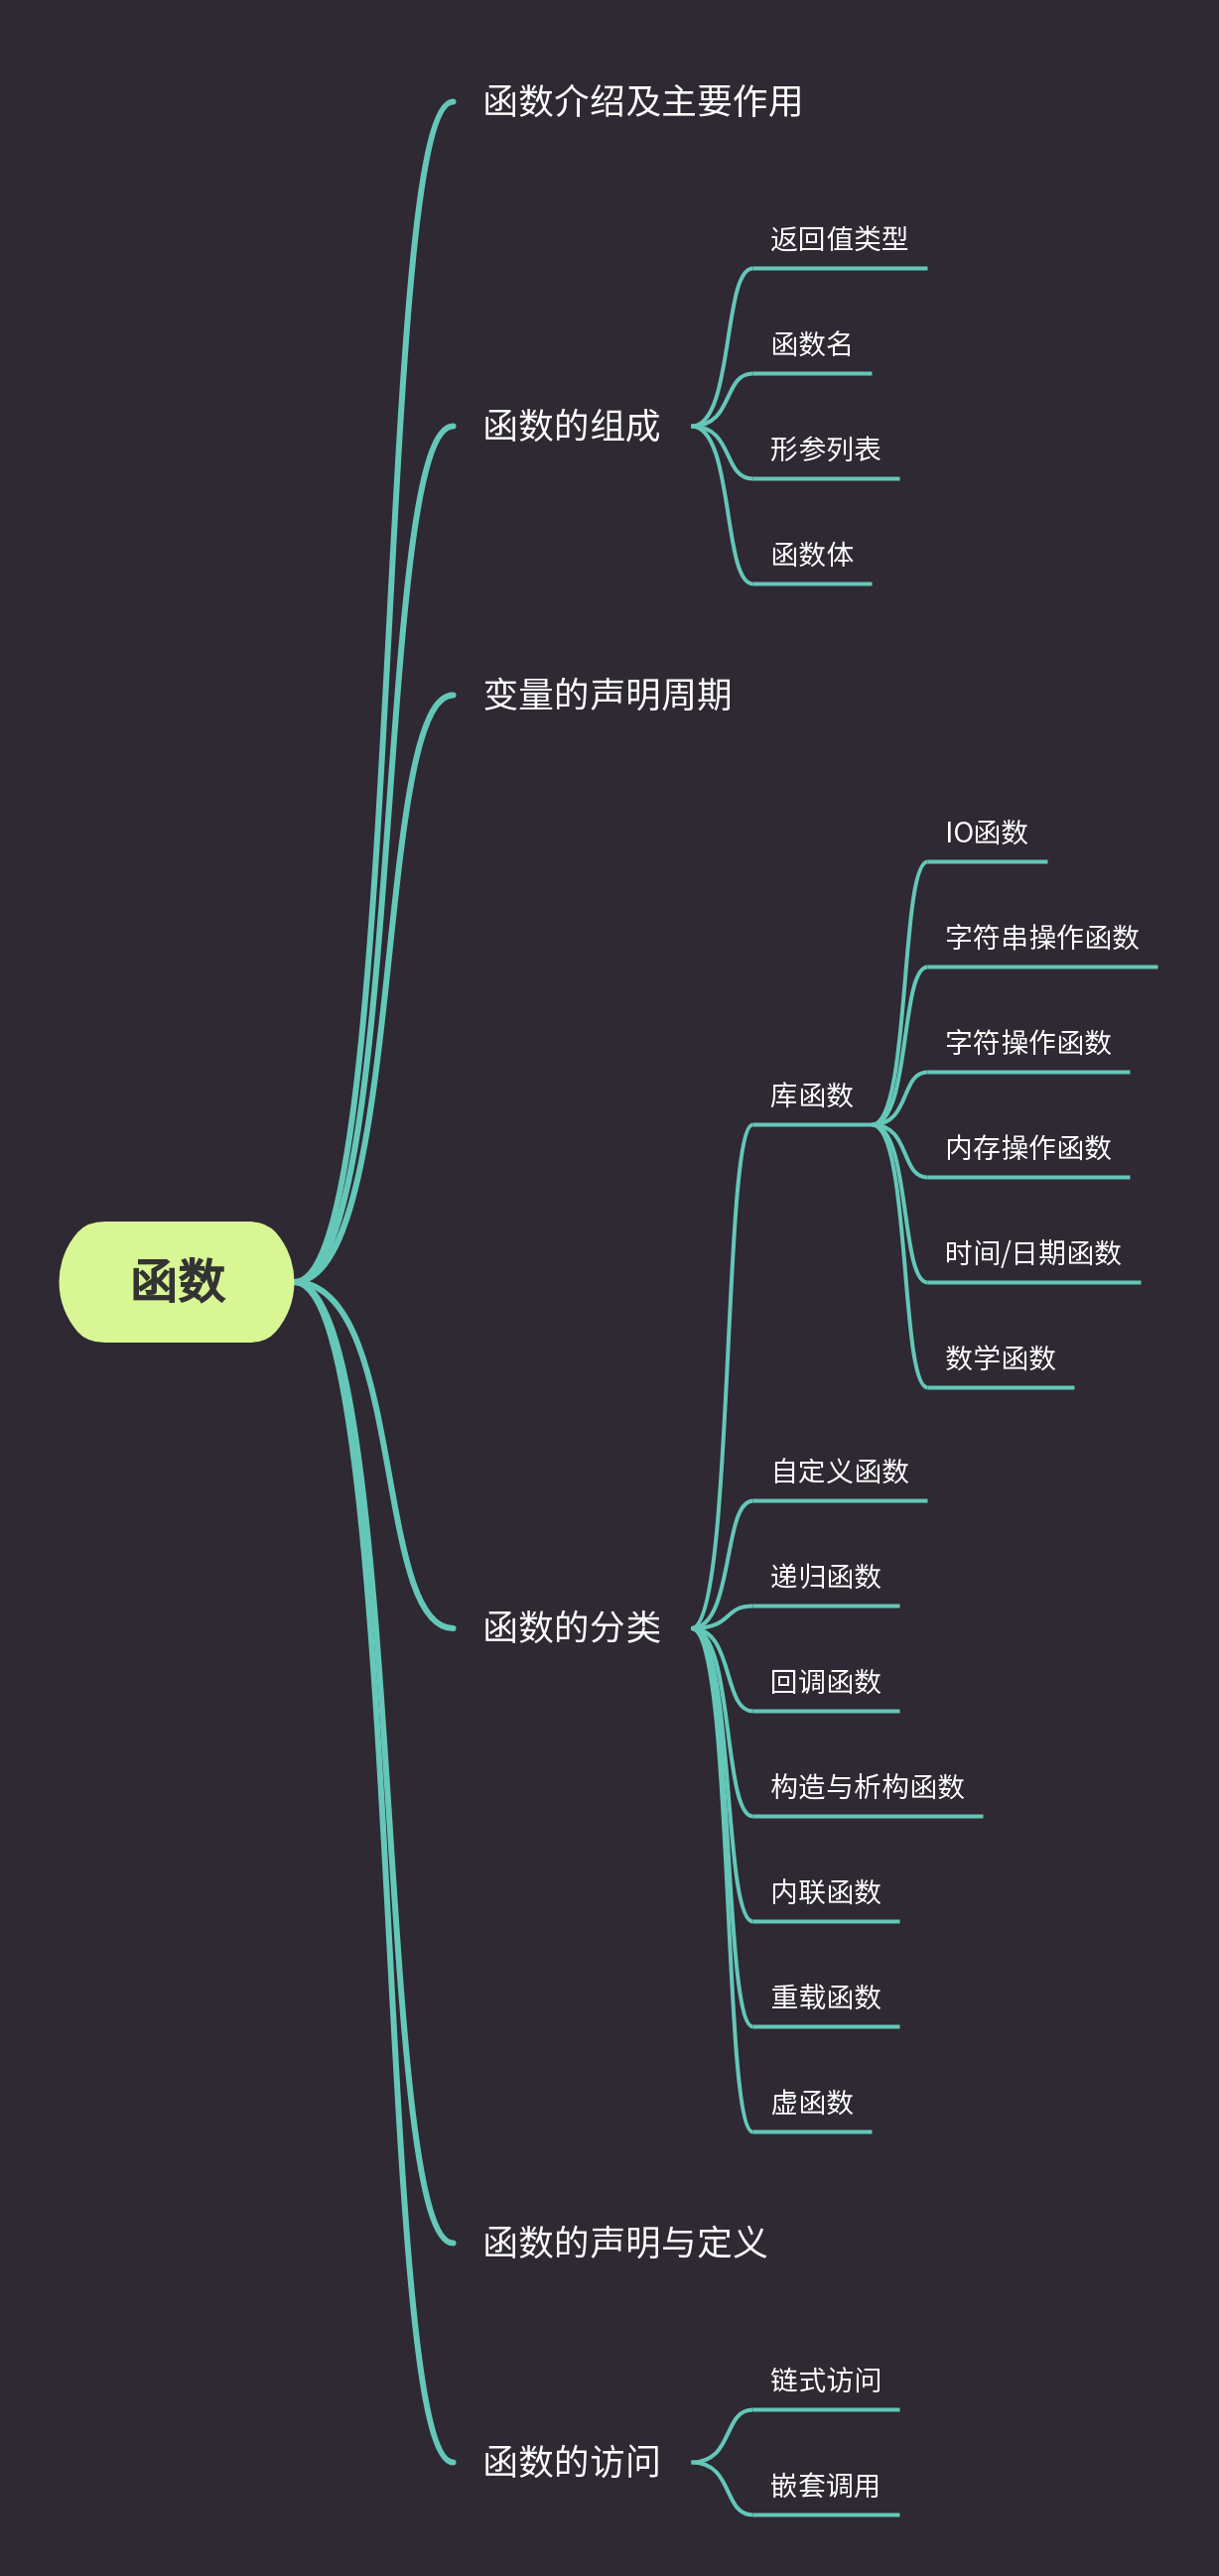 函数
函数介绍及主要作用
函数的组成
返回值类型
函数名
形参列表
函数体
变量的声明周期
函数的分类
库函数
IO函数
字符串操作函数
字符操作函数
内存操作函数
时间/日期函数
数学函数
自定义函数
递归函数
回调函数
构造与析构函数
内联函数
重载函数
虚函数
函数的声明与定义
函数的访问
链式访问
嵌套调用